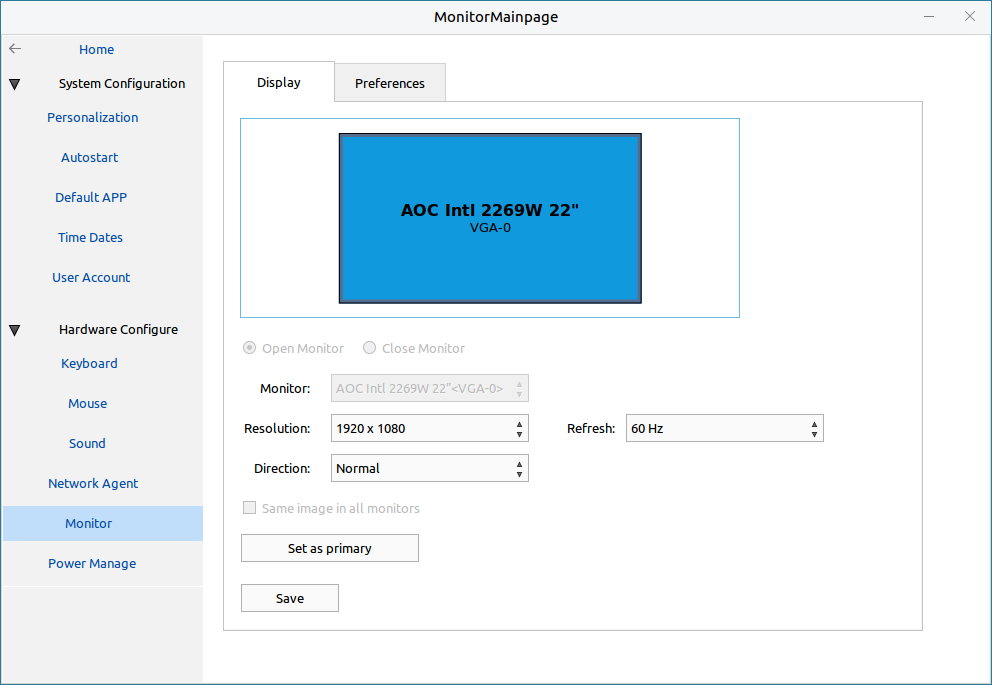 MonitorMainpage
Home
System Configuration
Personalization
Autostart
Default APP
Time Dates
User Account
Hardware Configure
Keyboard
Mouse
Sound
Network Agent
Monitor
Power Manage
Display
Preferences
AOC Intl 2269W 22"
VGA-0
Open Monitor
Close Monitor
Monitor:
AOC Intl 2269W 22"<VGA-0>
Resolution:
1920 x 1080
Refresh:
60 Hz
Direction:
Normal
Same image in all monitors
Set as primary
Save